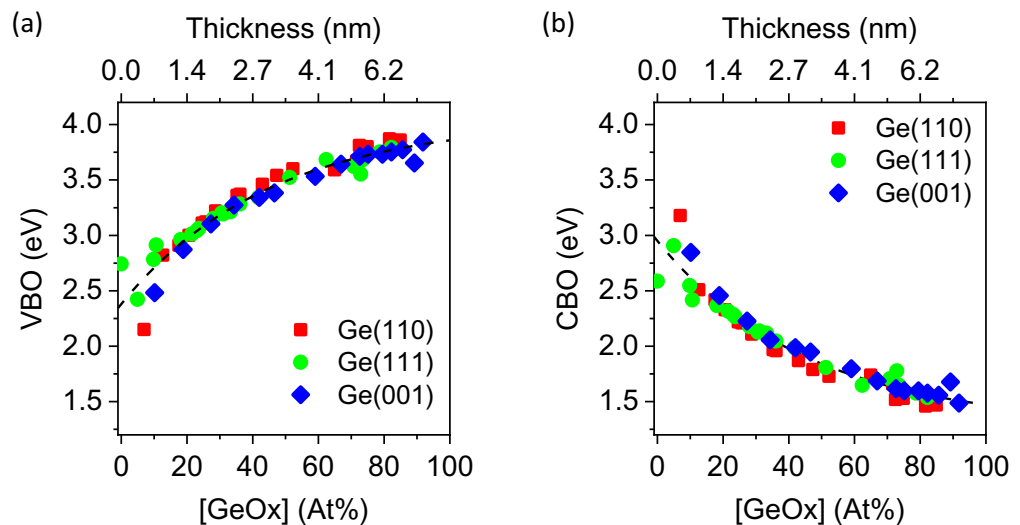 (a)
Thickness (nm)
0.0 1.4 2.7 4.1 6.2
4.0
3.5
3.0
2.5
2.0
1.5
VBO (eV)
Ge(110)
Ge(111)
Ge(001)
0 20 40 60 80 100
[GeOx] (At%)
(b)
Thickness (nm)
0.0 1.4 2.7 4.1 6.2
4.0
3.5
3.0
2.5
2.0
1.5
CBO (eV)
Ge(110)
Ge(111)
Ge(001)
0 20 40 60 80 100
[GeOx] (At%)